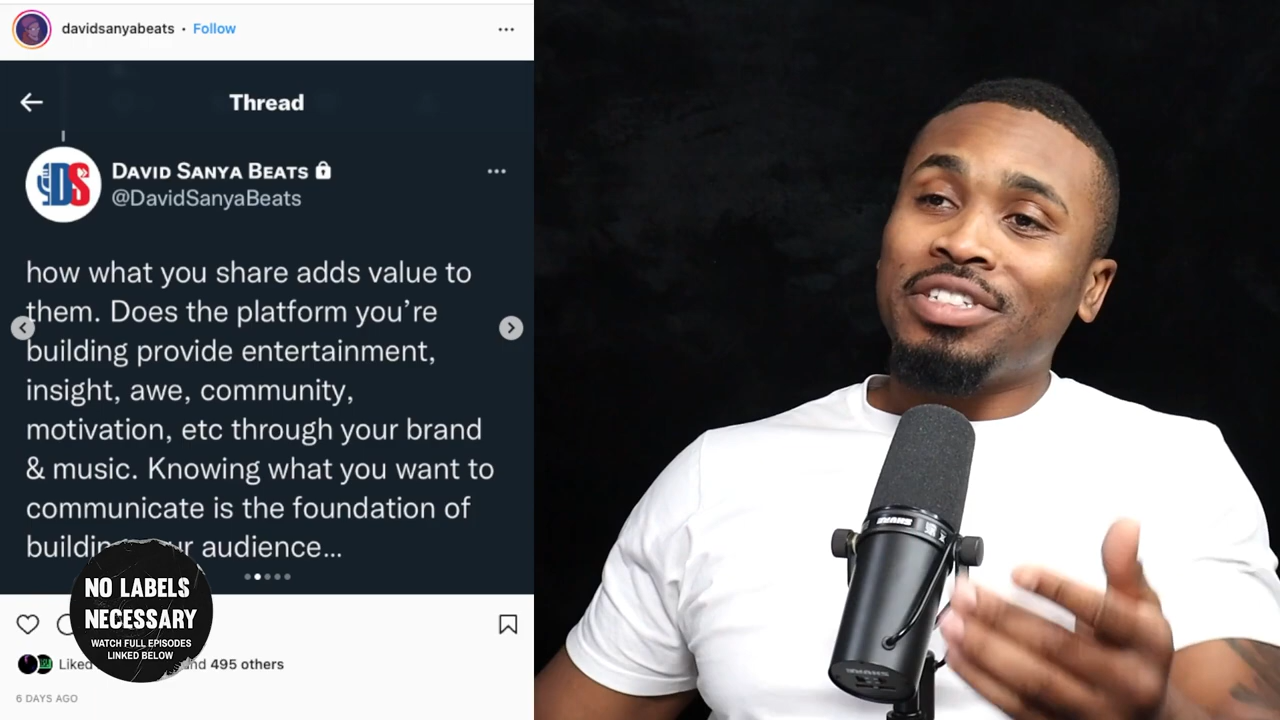 davidsanyabeats • Follow
Thread
DS
DAVID SANYA BEATS
@DavidSanyaBeats
how what you share adds value to
them. Does the platform you’re
building provide entertainment,
insight, awe, community,
motivation, etc through your brand
& music. Knowing what you want to
communicate is the foundation of
audience...
NO LABELS
NECESSARY
WATCH FULL EPISODES
LINKED BELOW
Liked and 495 others
6 DAYS AGO
SHURE